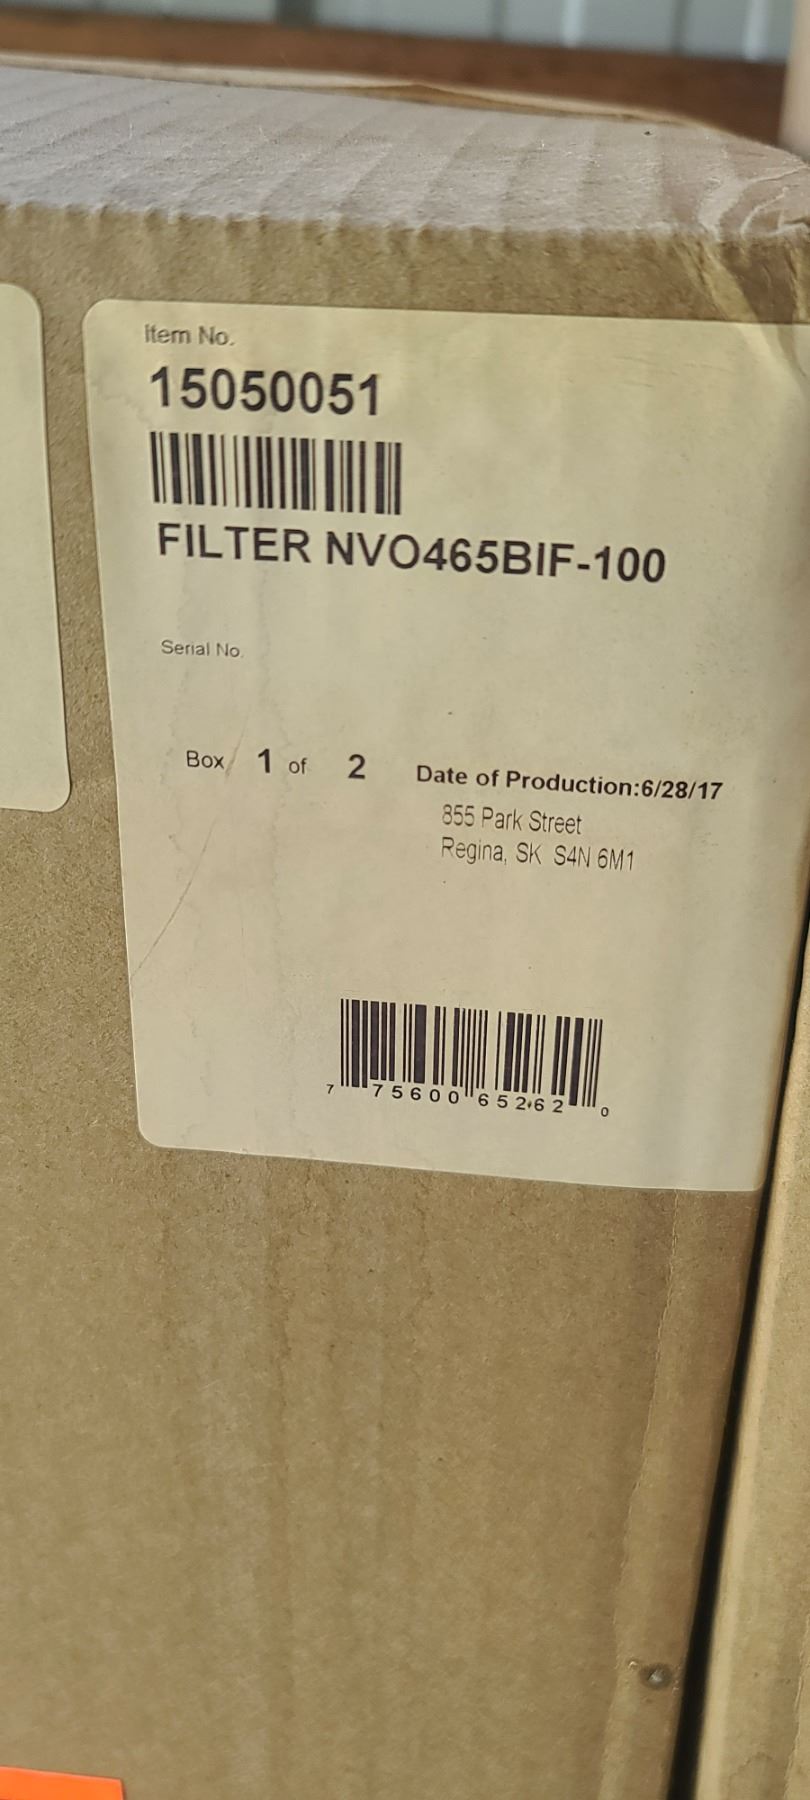 Item No.
15050051
FILTER NVO465BIF-100
Serial No.
Box 1 of 2
Date of Production:6/28/17
855 Park Street
Regina, SK S4N 6M1
7 75600 65262 0